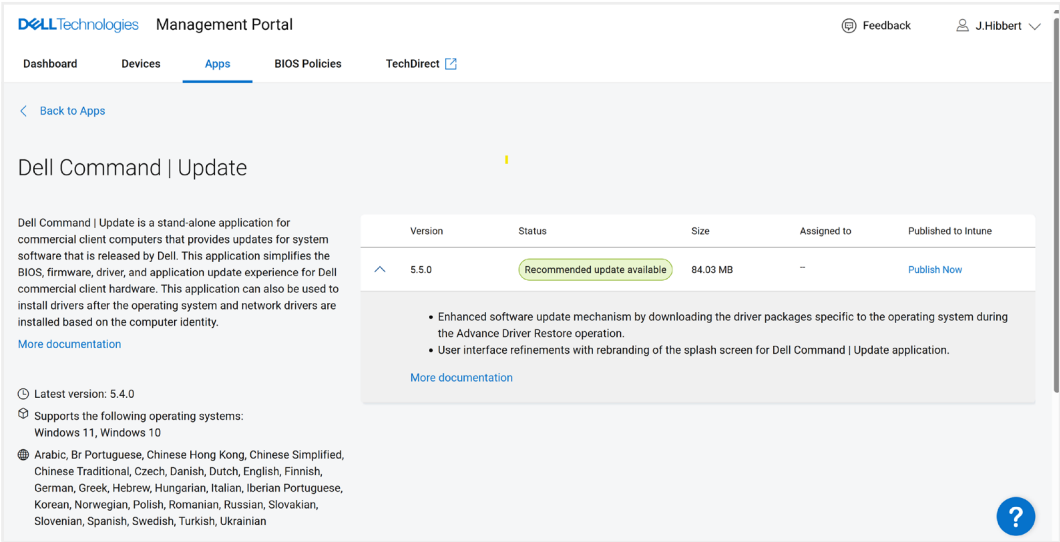 DELLTechnologies Management Portal Feedback J.Hibbert
Dashboard Devices Apps BIOS Policies TechDirect
Back to Apps
Dell Command | Update
Dell Command | Update is a stand-alone application for
commercial client computers that provides updates for system
software that is released by Dell. This application simplifies the
BIOS, firmware, driver, and application update experience for Dell
commercial client hardware. This application can also be used to
install drivers after the operating system and network drivers are
installed based on the computer identity.
More documentation
Latest version: 5.4.0
Supports the following operating systems:
Windows 11, Windows 10
Arabic, Br Portuguese, Chinese Hong Kong, Chinese Simplified,
Chinese Traditional, Czech, Danish, Dutch, English, Finnish,
German, Greek, Hebrew, Hungarian, Italian, Iberian Portuguese,
Korean, Norwegian, Polish, Romanian, Russian, Slovakian,
Slovenian, Spanish, Swedish, Turkish, Ukrainian
Version Status Size Assigned to Published to Intune
5.5.0 Recommended update available 84.03 MB – Publish Now
• Enhanced software update mechanism by downloading the driver packages specific to the operating system during
the Advance Driver Restore operation.
• User interface refinements with rebranding of the splash screen for Dell Command | Update application.
More documentation
?